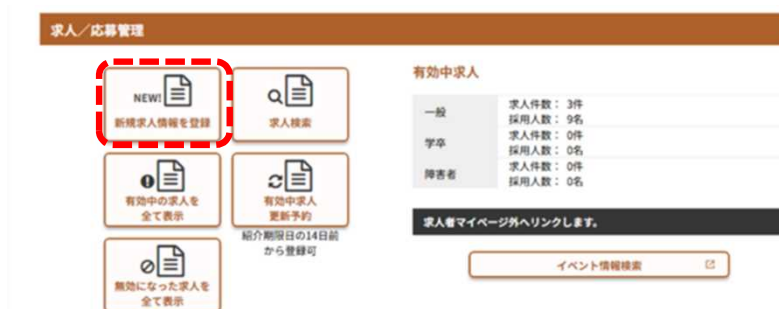 求人／応募管理
NEW!
新規求人情報を登録
求人検索
有効中の求人を
全て表示
有効中求人
更新予約
紹介期限日の14日前
から登録可
無効になった求人を
全て表示
有効中求人
一般
求人件数： 3件
採用人数： 9名
学卒
求人件数： 0件
採用人数： 0名
障害者
求人件数： 0件
採用人数： 0名
求人者マイページ外へリンクします。
イベント情報検索